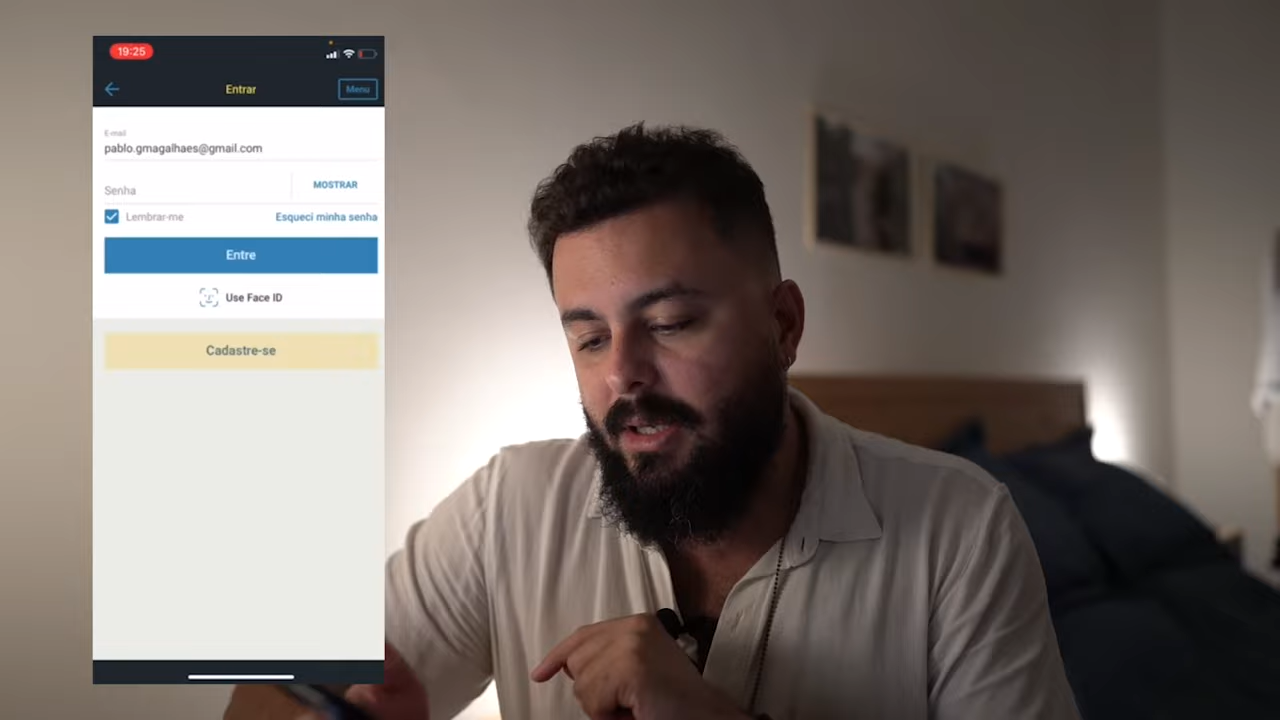 19:25
Entrar
Menu
E-mail
pablo.gmagalhaes@gmail.com
Senha
MOSTRAR
Lembrar-me
Esqueci minha senha
Entre
Use Face ID
Cadastre-se